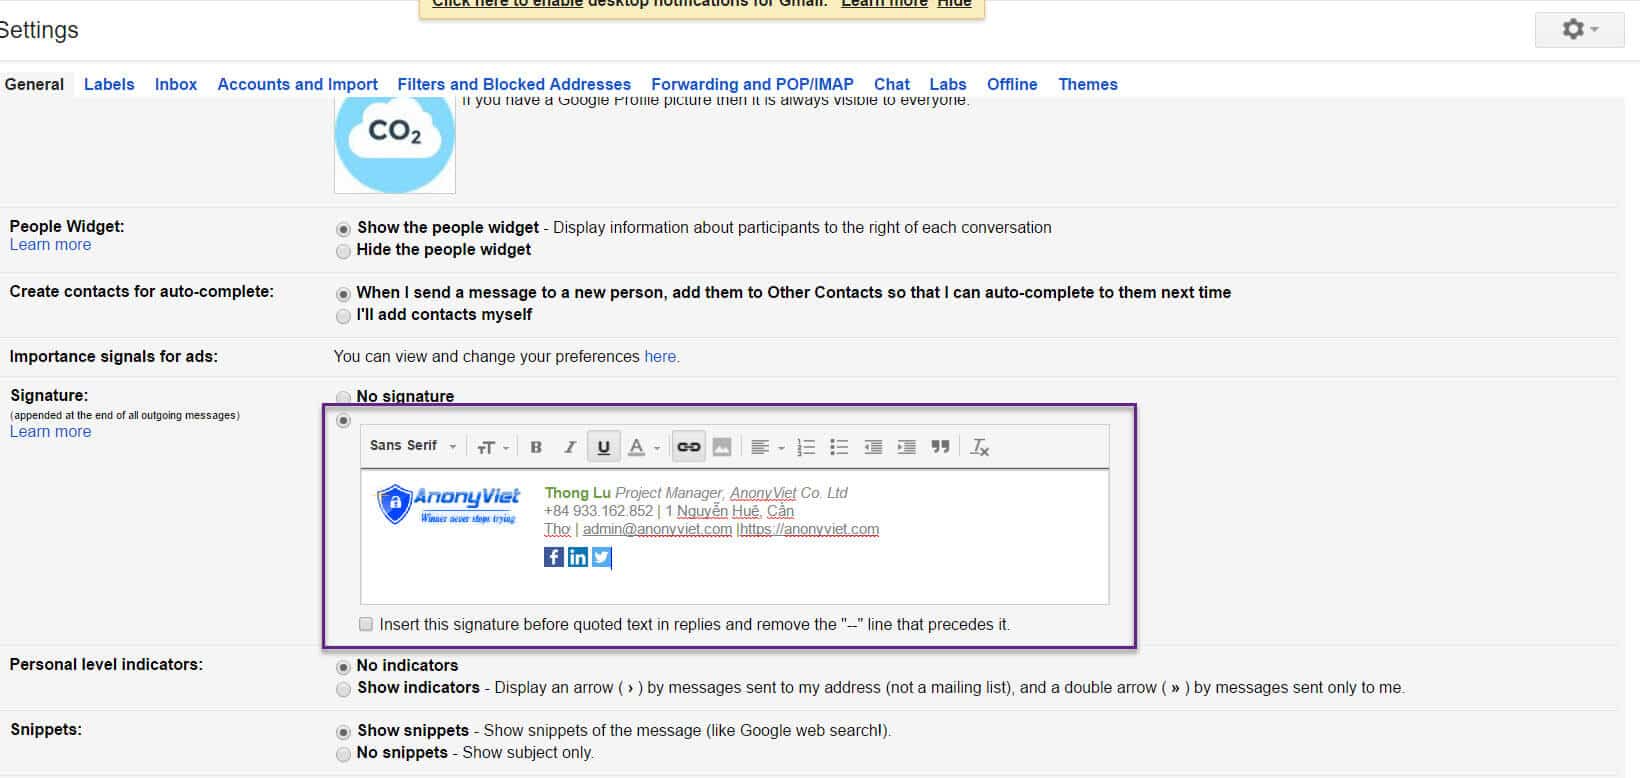 Click here to enable desktop notifications for Gmail. Learn more Hide
Settings
General Labels Inbox Accounts and Import Filters and Blocked Addresses Forwarding and POP/IMAP Chat Labs Offline Themes
If you have a Google Profile picture then it is always visible to everyone.
CO2
People Widget:
Learn more
Show the people widget - Display information about participants to the right of each conversation
Hide the people widget
Create contacts for auto-complete:
When I send a message to a new person, add them to Other Contacts so that I can auto-complete to them next time
I'll add contacts myself
Importance signals for ads:
You can view and change your preferences here.
Signature:
(appended at the end of all outgoing messages)
Learn more
No signature
Sans Serif
AnonyViet
Winner never stops trying
Thong Lu Project Manager, AnonyViet Co. Ltd
+84 933.162.852 | 1 Nguyễn Huệ, Cần
Thơ | admin@anonyviet.com |https://anonyviet.com
Insert this signature before quoted text in replies and remove the "--" line that precedes it.
Personal level indicators:
No indicators
Show indicators - Display an arrow ( › ) by messages sent to my address (not a mailing list), and a double arrow ( » ) by messages sent only to me.
Snippets:
Show snippets - Show snippets of the message (like Google web search!).
No snippets - Show subject only.